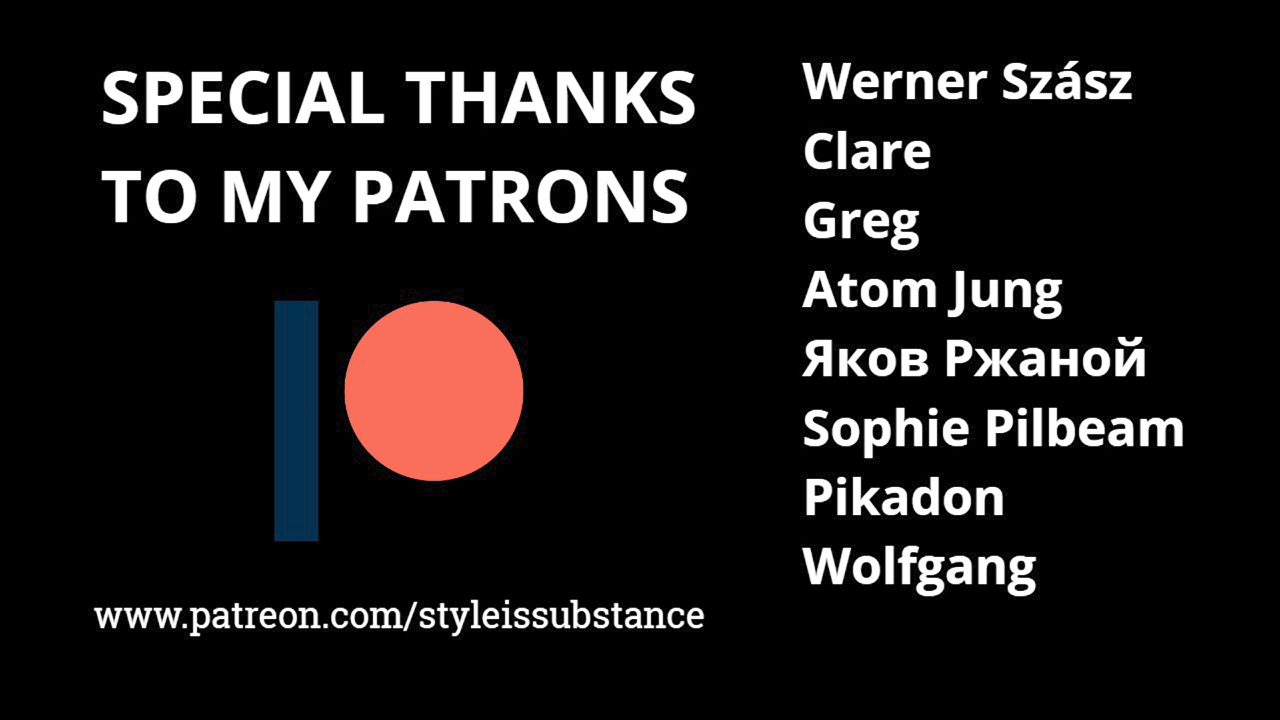 SPECIAL THANKS
TO MY PATRONS
www.patreon.com/styleissubstance
Werner Szász
Clare
Greg
Atom Jung
Яков Ржаной
Sophie Pilbeam
Pikadon
Wolfgang